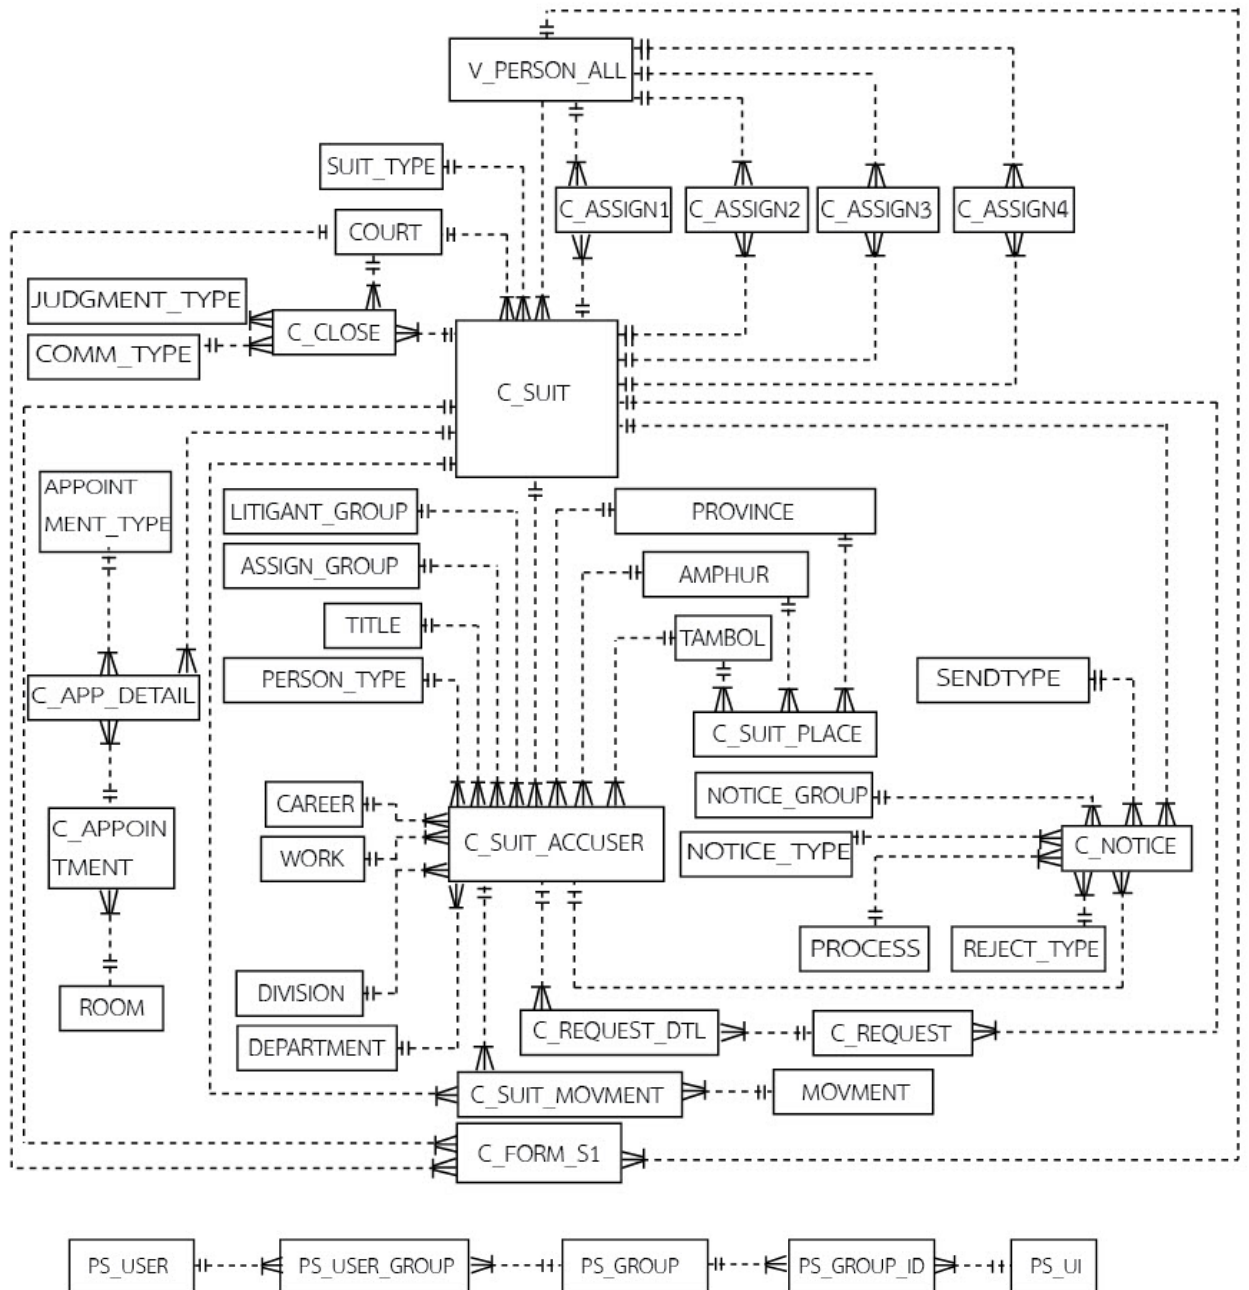 V_PERSON_ALL
SUIT_TYPE
C_ASSIGN1
C_ASSIGN2
C_ASSIGN3
C_ASSIGN4
COURT
JUDGMENT_TYPE
C_CLOSE
COMM_TYPE
C_SUIT
APPOINT
MENT_TYPE
LITIGANT_GROUP
PROVINCE
ASSIGN_GROUP
AMPHUR
TITLE
TAMBOL
PERSON_TYPE
SENDTYPE
C_APP_DETAIL
C_SUIT_PLACE
CAREER
NOTICE_GROUP
C_APPOIN
TMENT
C_SUIT_ACCUSER
WORK
NOTICE_TYPE
C_NOTICE
PROCESS
REJECT_TYPE
DIVISION
ROOM
C_REQUEST_DTL
C_REQUEST
DEPARTMENT
C_SUIT_MOVMENT
MOVMENT
C_FORM_S1
PS_USER
PS_USER_GROUP
PS_GROUP
PS_GROUP_ID
PS_UI